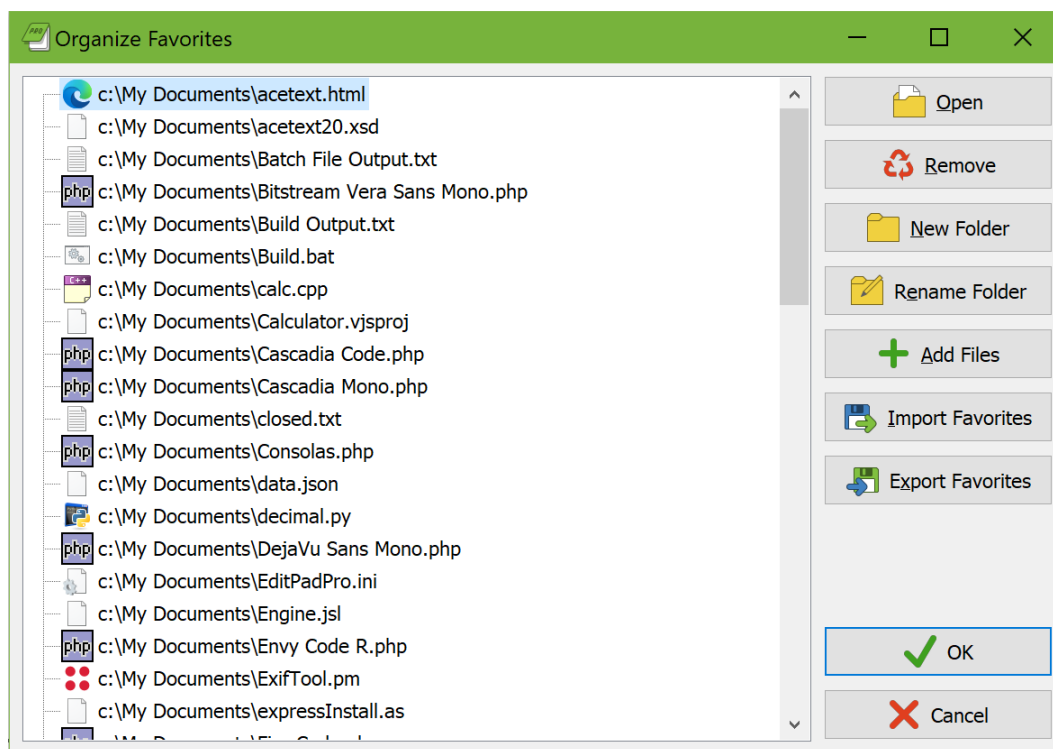 PRO
Organize Favorites
c:\My Documents\acetext.html
c:\My Documents\acetext20.xsd
c:\My Documents\Batch File Output.txt
php c:\My Documents\Bitstream Vera Sans Mono.php
c:\My Documents\Build Output.txt
c:\My Documents\Build.bat
C++ c:\My Documents\calc.cpp
c:\My Documents\Calculator.vjsproj
php c:\My Documents\Cascadia Code.php
php c:\My Documents\Cascadia Mono.php
c:\My Documents\closed.txt
php c:\My Documents\Consolas.php
c:\My Documents\data.json
c:\My Documents\decimal.py
php c:\My Documents\DejaVu Sans Mono.php
c:\My Documents\EditPadPro.ini
c:\My Documents\Engine.jsl
php c:\My Documents\Envy Code R.php
c:\My Documents\ExifTool.pm
c:\My Documents\expressInstall.as
Open
Remove
New Folder
Rename Folder
Add Files
Import Favorites
Export Favorites
OK
Cancel